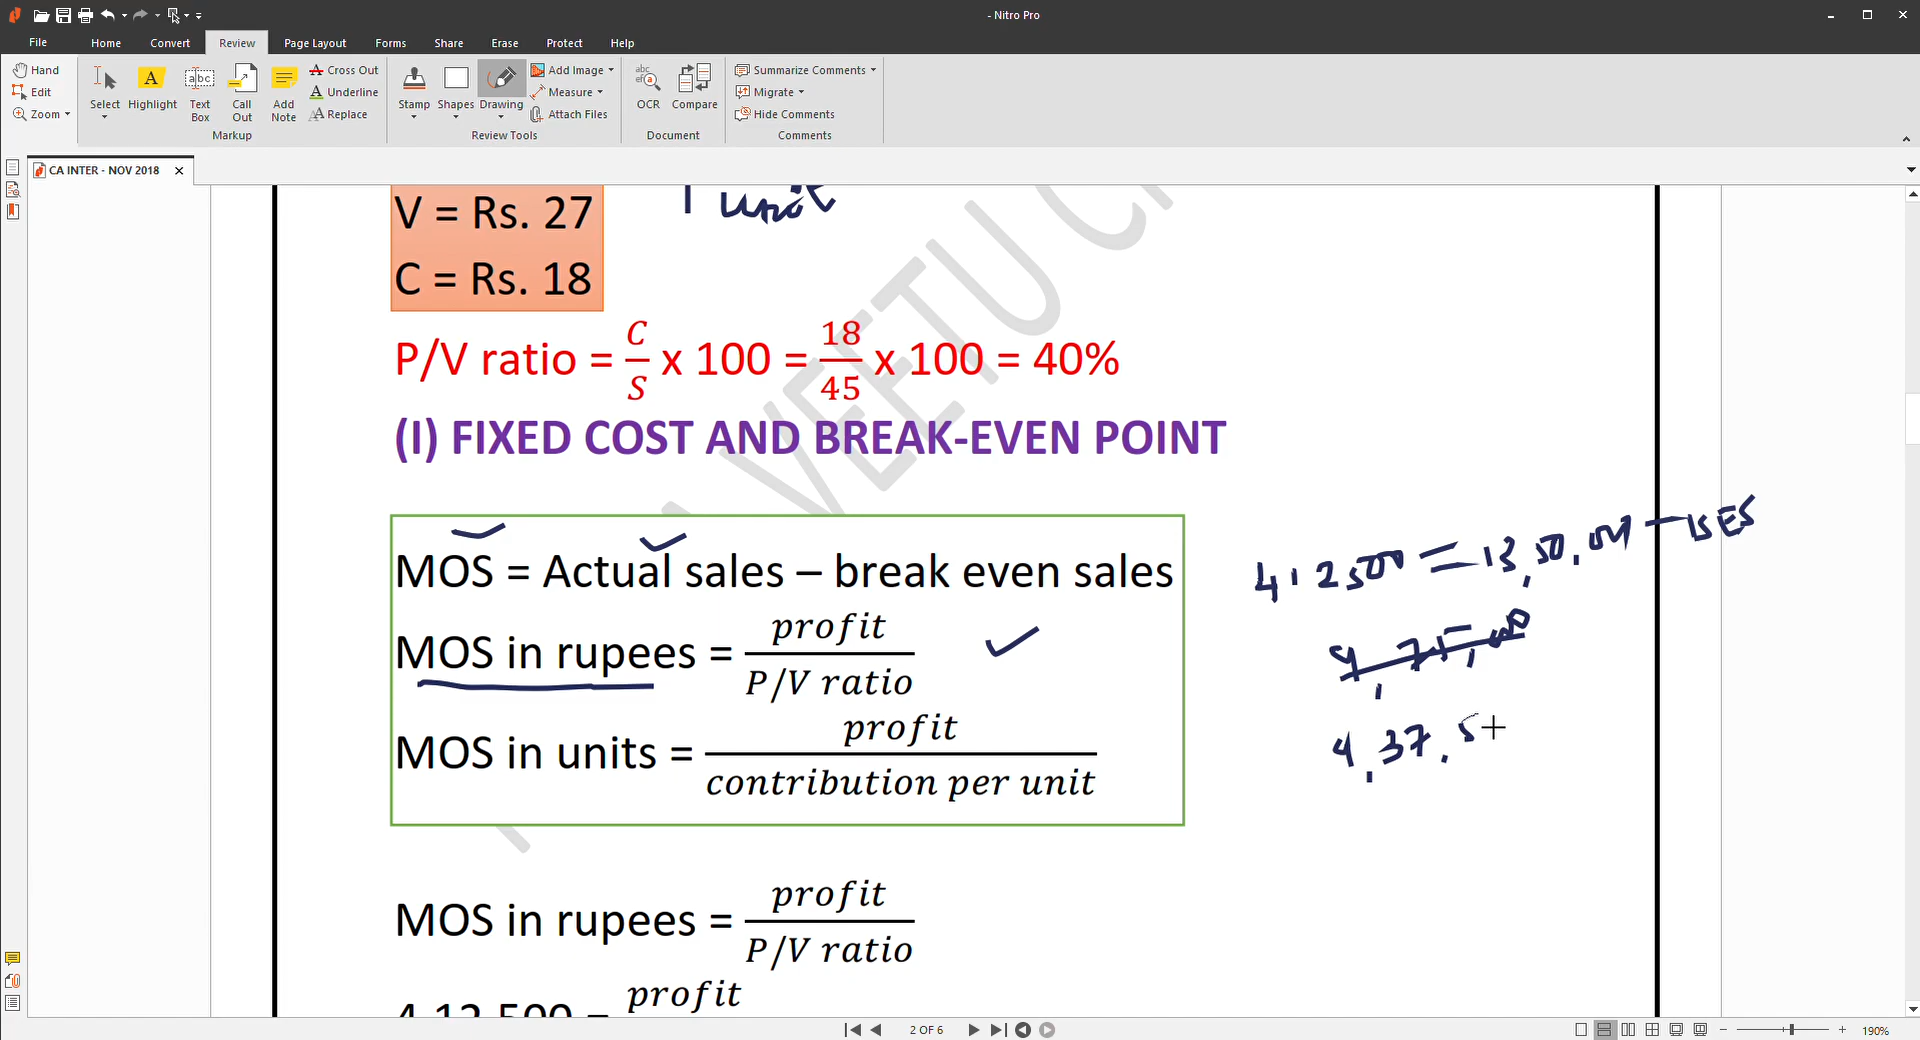 - Nitro Pro
File Home Convert Review Page Layout Forms Share Erase Protect Help
Hand
Edit
Zoom
Select
Highlight
Text Box
Call Out
Add Note
Cross Out
Underline
Replace
Markup
Stamp
Shapes
Drawing
Add Image
Measure
Attach Files
Review Tools
OCR
Compare
Document
Summarize Comments
Migrate
Hide Comments
Comments
CA INTER - NOV 2018
1 unit
V = Rs. 27
C = Rs. 18
P/V ratio = C/S x 100 = 18/45 x 100 = 40%
(I) FIXED COST AND BREAK-EVEN POINT
MOS = Actual sales – break even sales
MOS in rupees = profit / P/V ratio
MOS in units = profit / contribution per unit
4,37,5
MOS in rupees = profit / P/V ratio
4,12,500 = profit
2 OF 6
190%